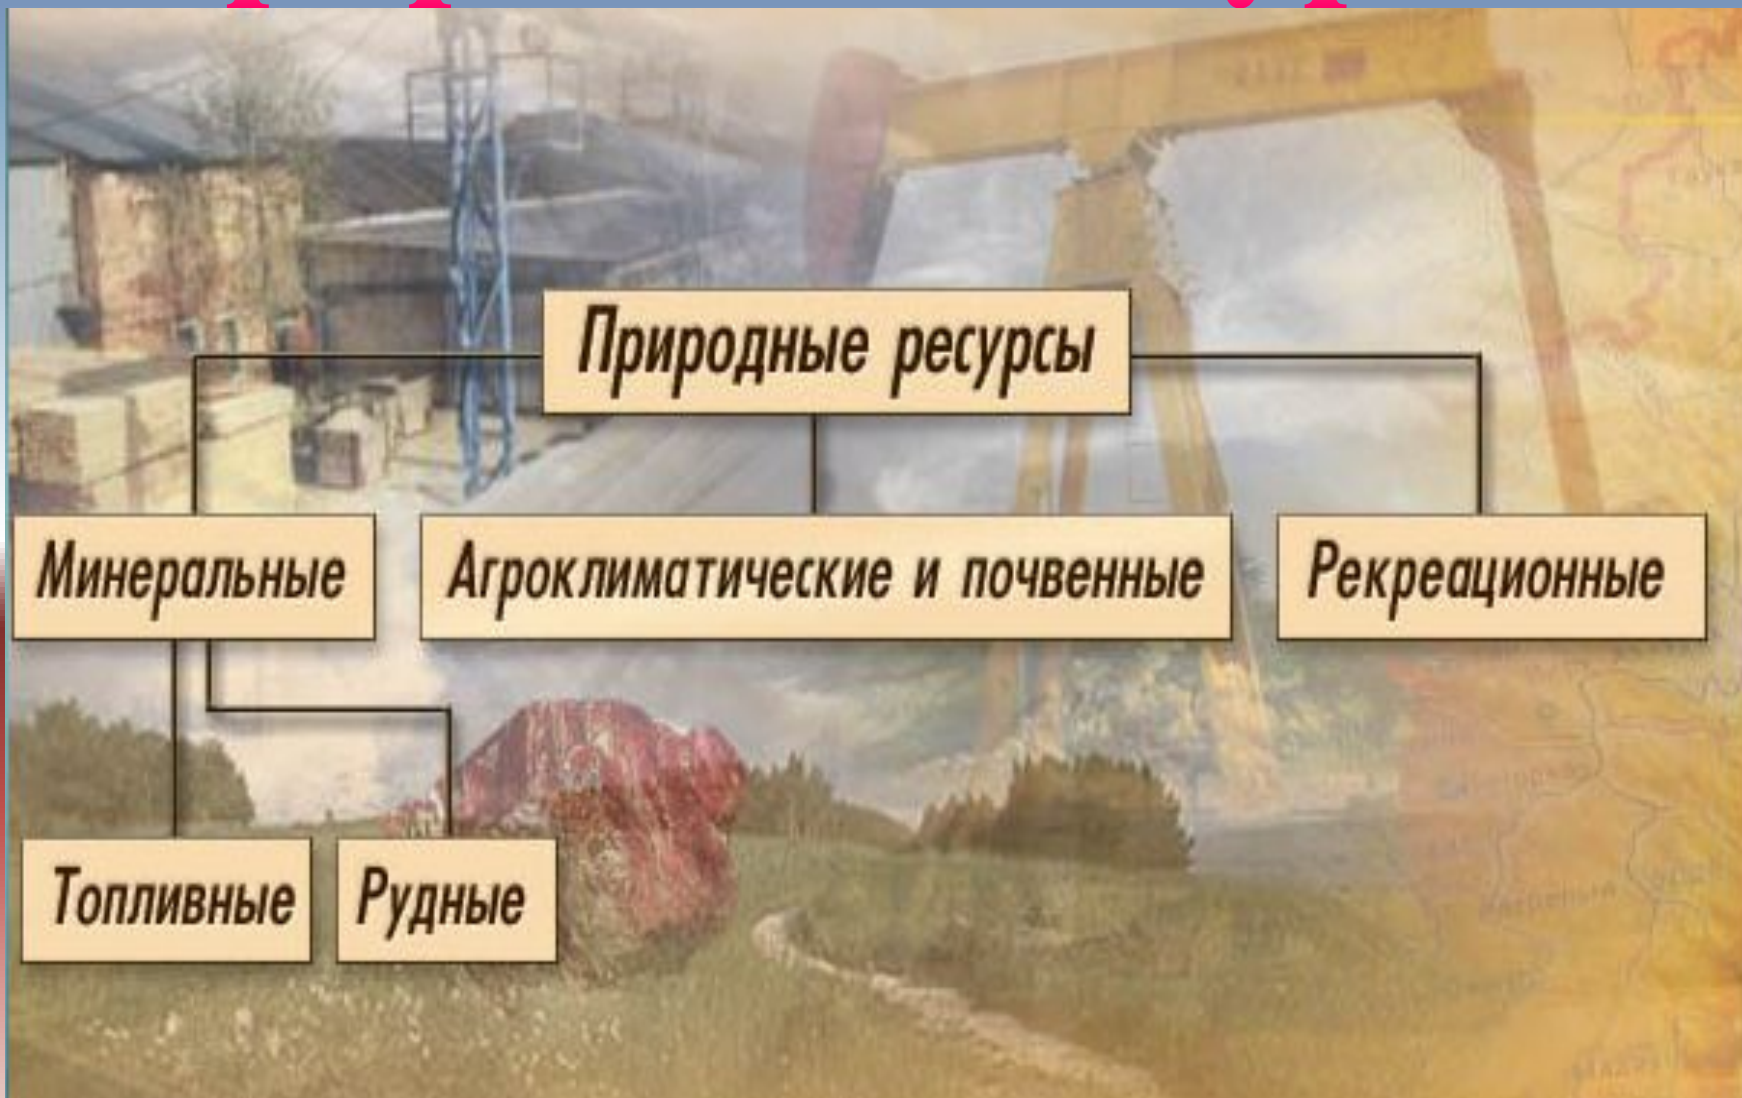 Природные ресурсы
Минеральные
Агроклиматические и почвенные
Рекреационные
Топливные
Рудные